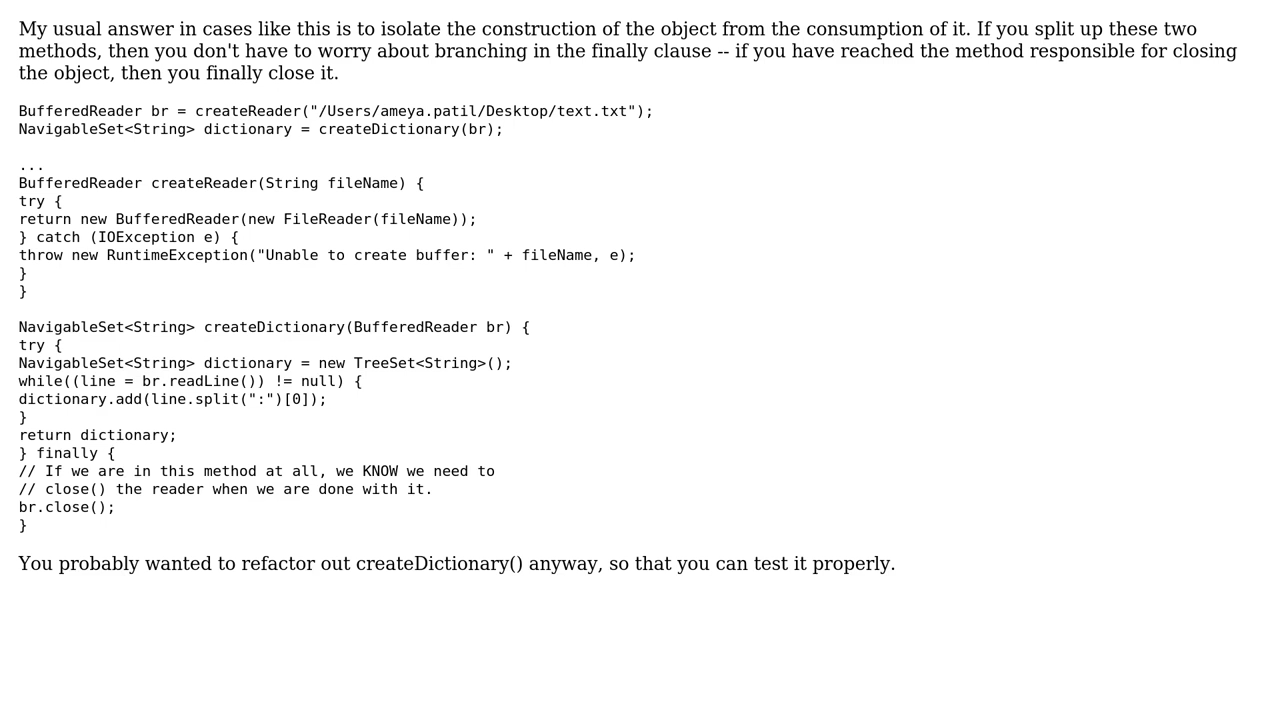 My usual answer in cases like this is to isolate the construction of the object from the consumption of it. If you split up these two
methods, then you don't have to worry about branching in the finally clause -- if you have reached the method responsible for closing
the object, then you finally close it.
BufferedReader br = createReader("/Users/ameya.patil/Desktop/text.txt");
NavigableSet<String> dictionary = createDictionary(br);
...
BufferedReader createReader(String fileName) {
try {
return new BufferedReader(new FileReader(fileName));
} catch (IOException e) {
throw new RuntimeException("Unable to create buffer: " + fileName, e);
}
}
NavigableSet<String> createDictionary(BufferedReader br) {
try {
NavigableSet<String> dictionary = new TreeSet<String>();
while((line = br.readLine()) != null) {
dictionary.add(line.split(":")[0]);
}
return dictionary;
} finally {
// If we are in this method at all, we KNOW we need to
// close() the reader when we are done with it.
br.close();
}
You probably wanted to refactor out createDictionary() anyway, so that you can test it properly.